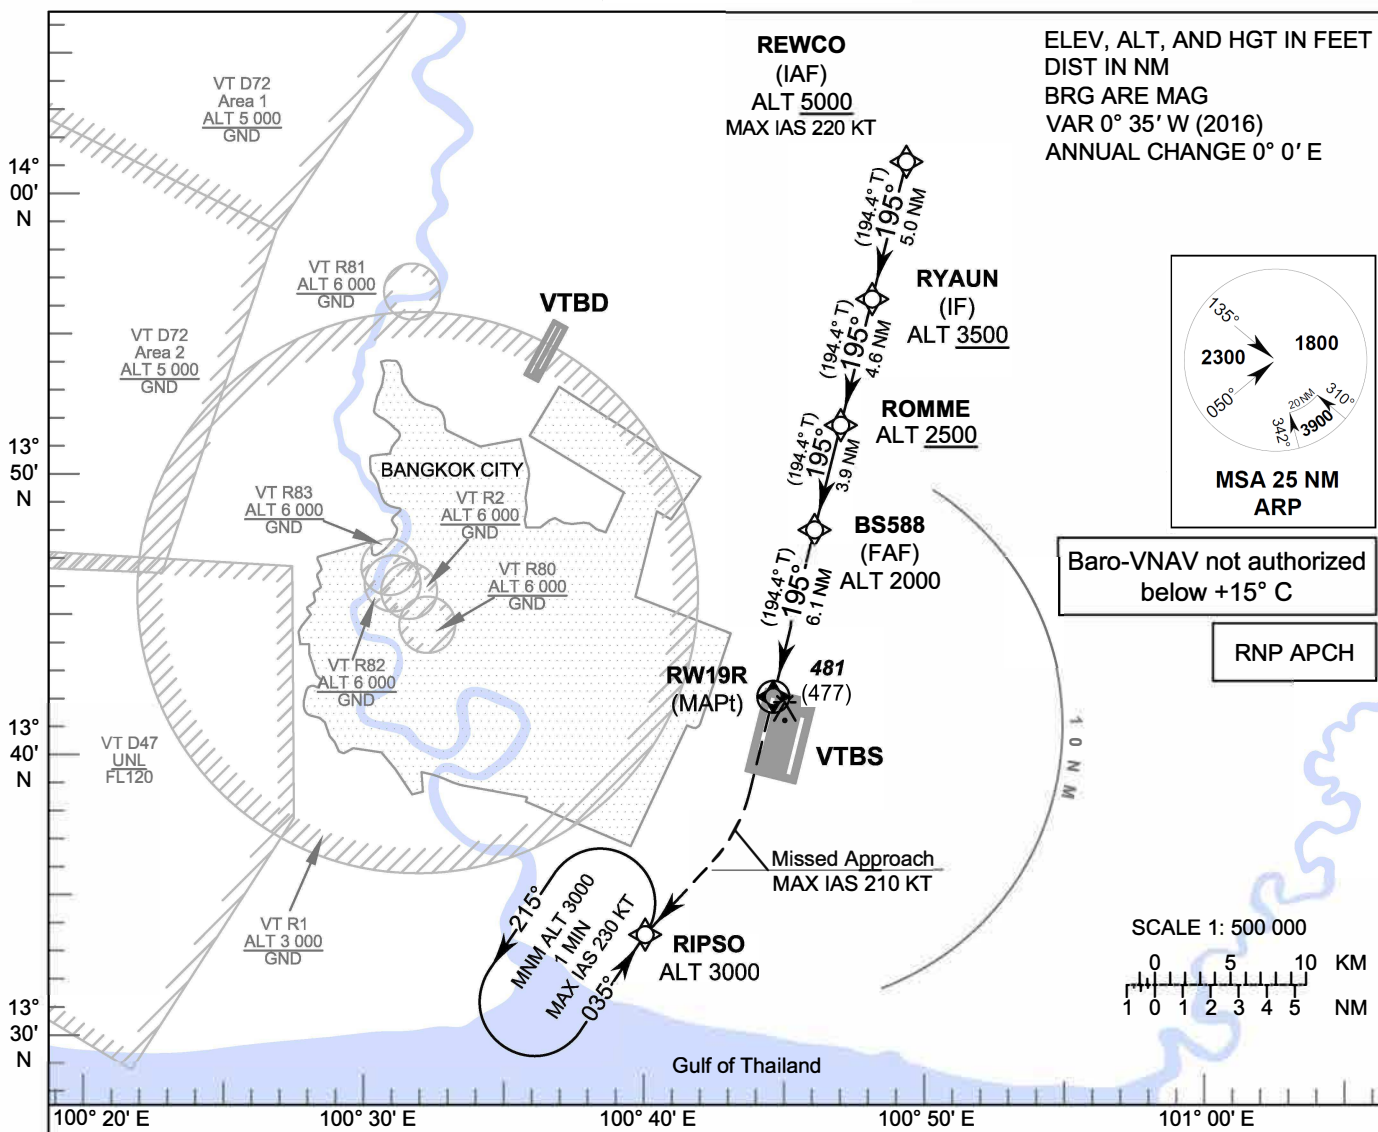 REWCO
(IAF)
ALT 5000
MAX IAS 220 KT
ELEV, ALT, AND HGT IN FEET
DIST IN NM
BRG ARE MAG
VAR 0° 35′ W (2016)
ANNUAL CHANGE 0° 0′ E
VT D72
Area 1
ALT 5 000
GND
14°
00'
N
(194.4° T)
195°
5.0 NM
VT R81
ALT 6 000
GND
VTBD
RYAUN
(IF)
ALT 3500
135°
1800
2300
050°
20 NM
310°
342°
3900
MSA 25 NM
ARP
VT D72
Area 2
ALT 5 000
GND
(194.4° T)
195°
4.6 NM
ROMME
ALT 2500
13°
50'
N
BANGKOK CITY
(194.4° T)
195°
3.9 NM
VT R83
ALT 6 000
GND
VT R2
ALT 6 000
GND
BS588
(FAF)
ALT 2000
Baro-VNAV not authorized
below +15° C
VT R80
ALT 6 000
GND
(194.4° T)
195°
6.1 NM
RNP APCH
VT R82
ALT 6 000
GND
RW19R
(MAPt)
481
(477)
13°
40'
N
VT D47
UNL
FL120
VTBS
10 NM
Missed Approach
MAX IAS 210 KT
VT R1
ALT 3 000
GND
215°
MNM ALT 3000
1 MIN
MAX IAS 230 KT
035°
RIPSO
ALT 3000
SCALE 1: 500 000
0 5 10 KM
1 0 1 2 3 4 5 NM
13°
30'
N
Gulf of Thailand
100° 20' E 100° 30' E 100° 40' E 100° 50' E 101° 00' E